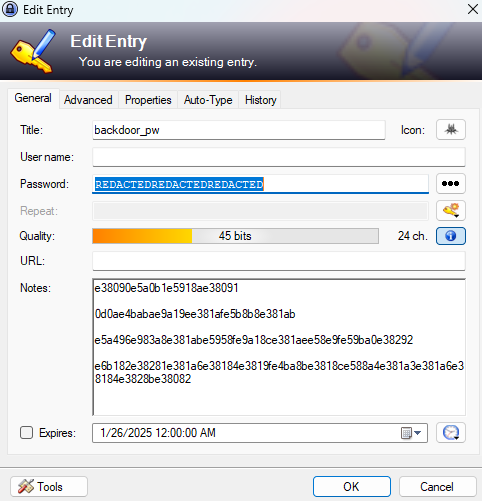 Edit Entry
Edit Entry
You are editing an existing entry.
General Advanced Properties Auto-Type History
Title: backdoor_pw Icon:
User name:
Password: REDACTEDREDACTEDREDACTED
Repeat:
Quality: 45 bits 24 ch.
URL:
Notes: e38090e5a0b1e5918ae38091
0d0ae4babae9a19ee381afe5b8b8e381ab
e5a496e983a8e381abe5958fe9a18ce381aee58e9fe59ba0e38292
e6b182e38281e381a6e38184e3819fe4ba8be3818ce588a4e381a3e381a6e3
8184e3828be38082
Expires: 1/26/2025 12:00:00 AM
Tools OK Cancel